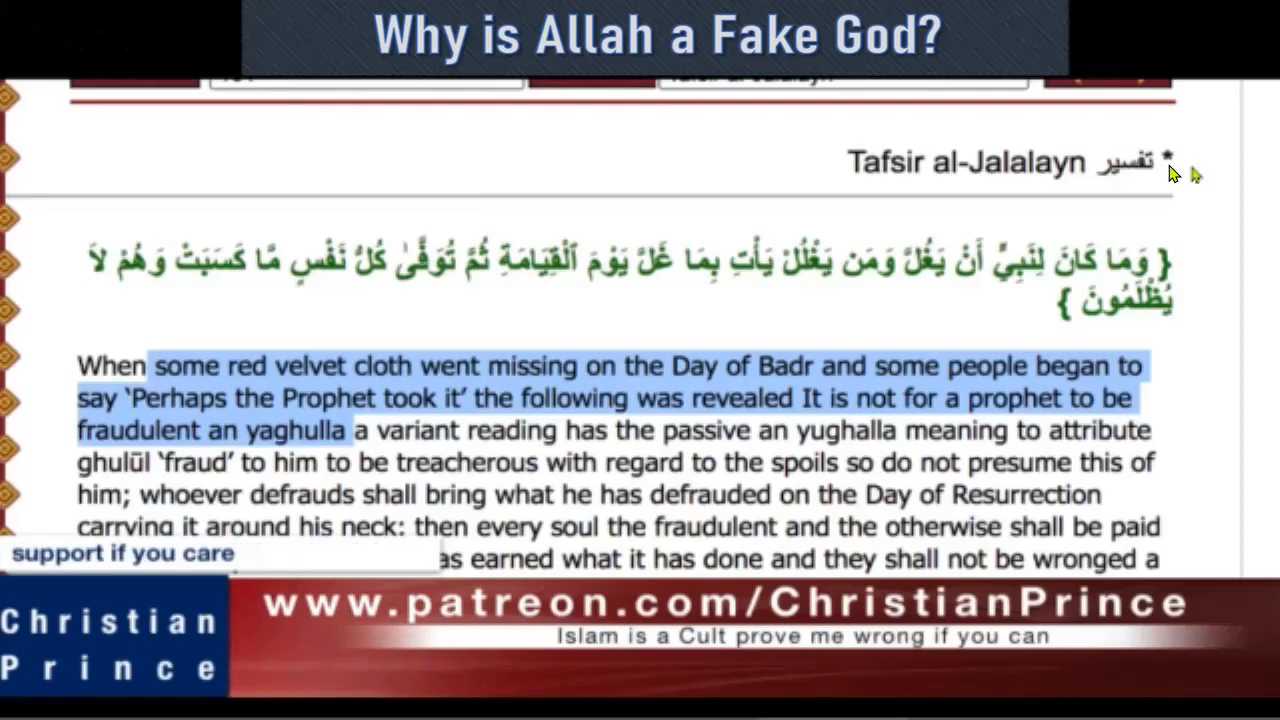 Why is Allah a Fake God?
Tafsir al-Jalalayn تفسير *
{ وَمَا كَانَ لِنَبِيٍّ أَنْ يَغُلَّ وَمَن يَغْلُلْ يَأْتِ بِمَا غَلَّ يَوْمَ ٱلْقِيَامَةِ ثُمَّ تُوَفَّىٰ كُلُّ نَفْسٍ مَّا كَسَبَتْ وَهُمْ لاَ
يُظْلَمُونَ }
When some red velvet cloth went missing on the Day of Badr and some people began to
say ‘Perhaps the Prophet took it’ the following was revealed It is not for a prophet to be
fraudulent an yaghulla a variant reading has the passive an yughalla meaning to attribute
ghulūl ‘fraud’ to him to be treacherous with regard to the spoils so do not presume this of
him; whoever defrauds shall bring what he has defrauded on the Day of Resurrection
carrying it around his neck; then every soul the fraudulent and the otherwise shall be paid
as earned what it has done and they shall not be wronged a
support if you care
Christian
Prince
www.patreon.com/ChristianPrince
Islam is a Cult prove me wrong if you can